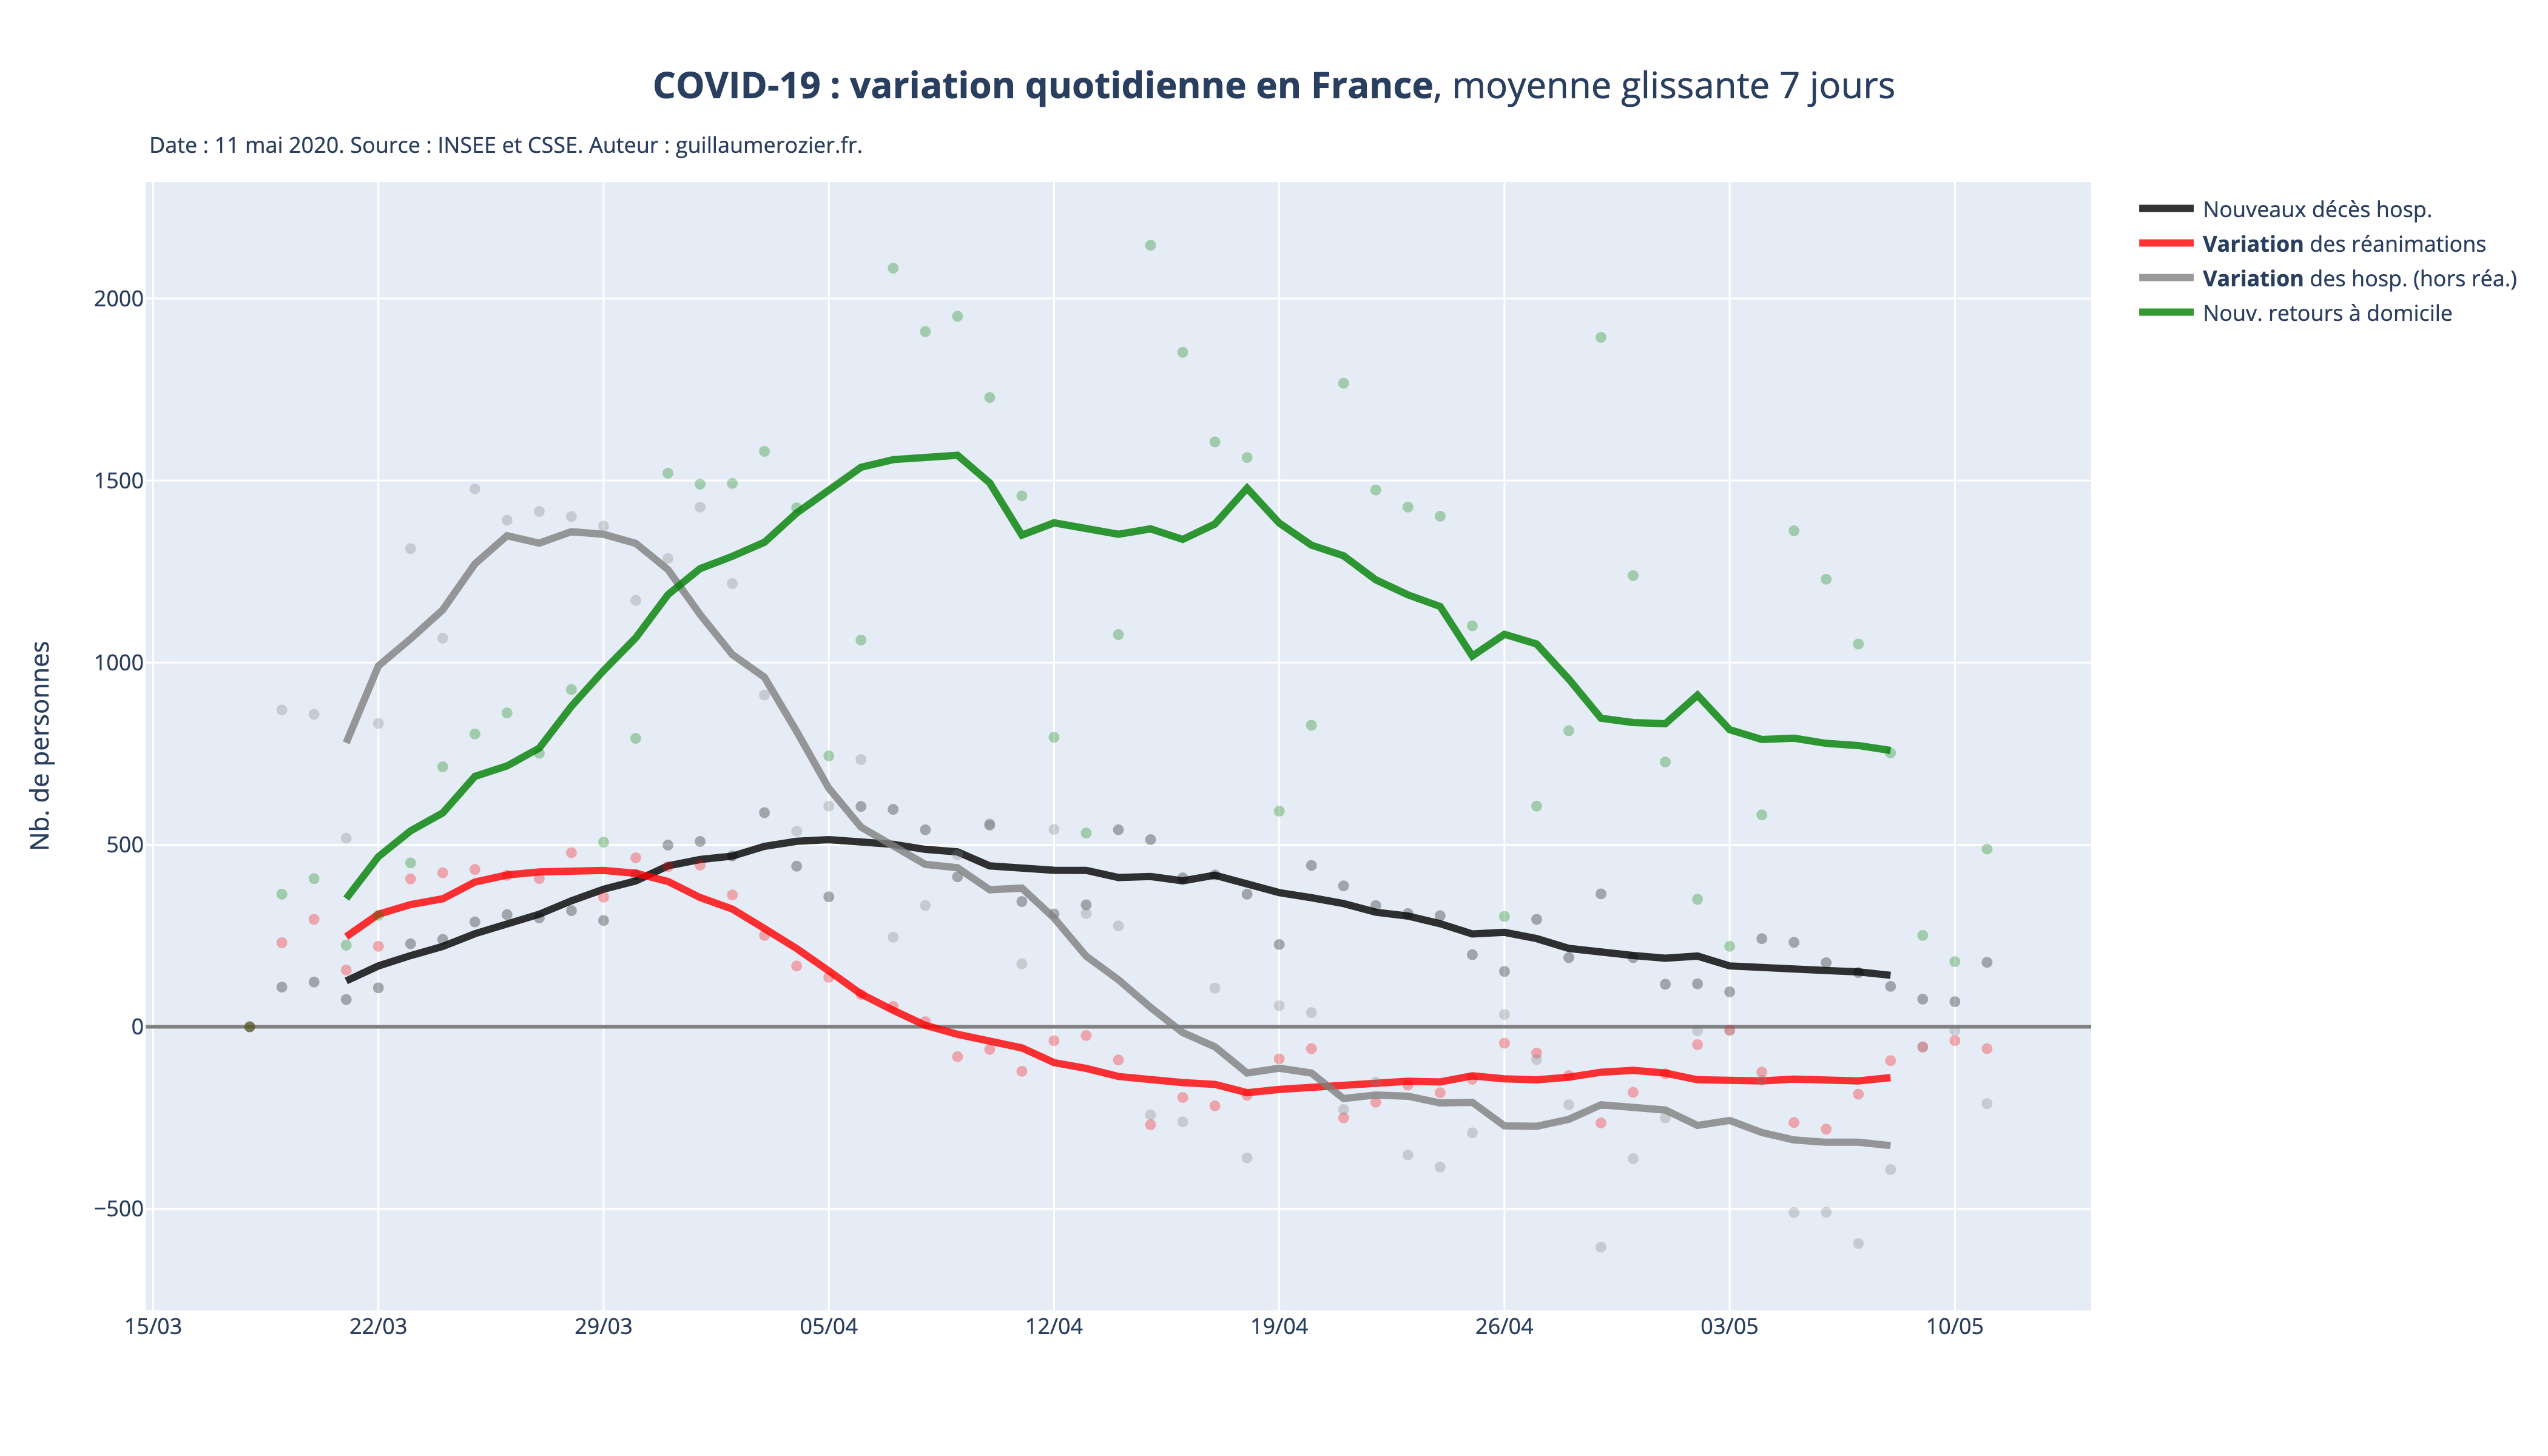 COVID-19 : variation quotidienne en France, moyenne glissante 7 jours
Date : 11 mai 2020. Source : INSEE et CSSE. Auteur : guillaumerozier.fr.
Nouveaux décès hosp.
Variation des réanimations
Variation des hosp. (hors réa.)
Nouv. retours à domicile
Nb. de personnes
2000
1500
1000
500
0
−500
15/03 22/03 29/03 05/04 12/04 19/04 26/04 03/05 10/05